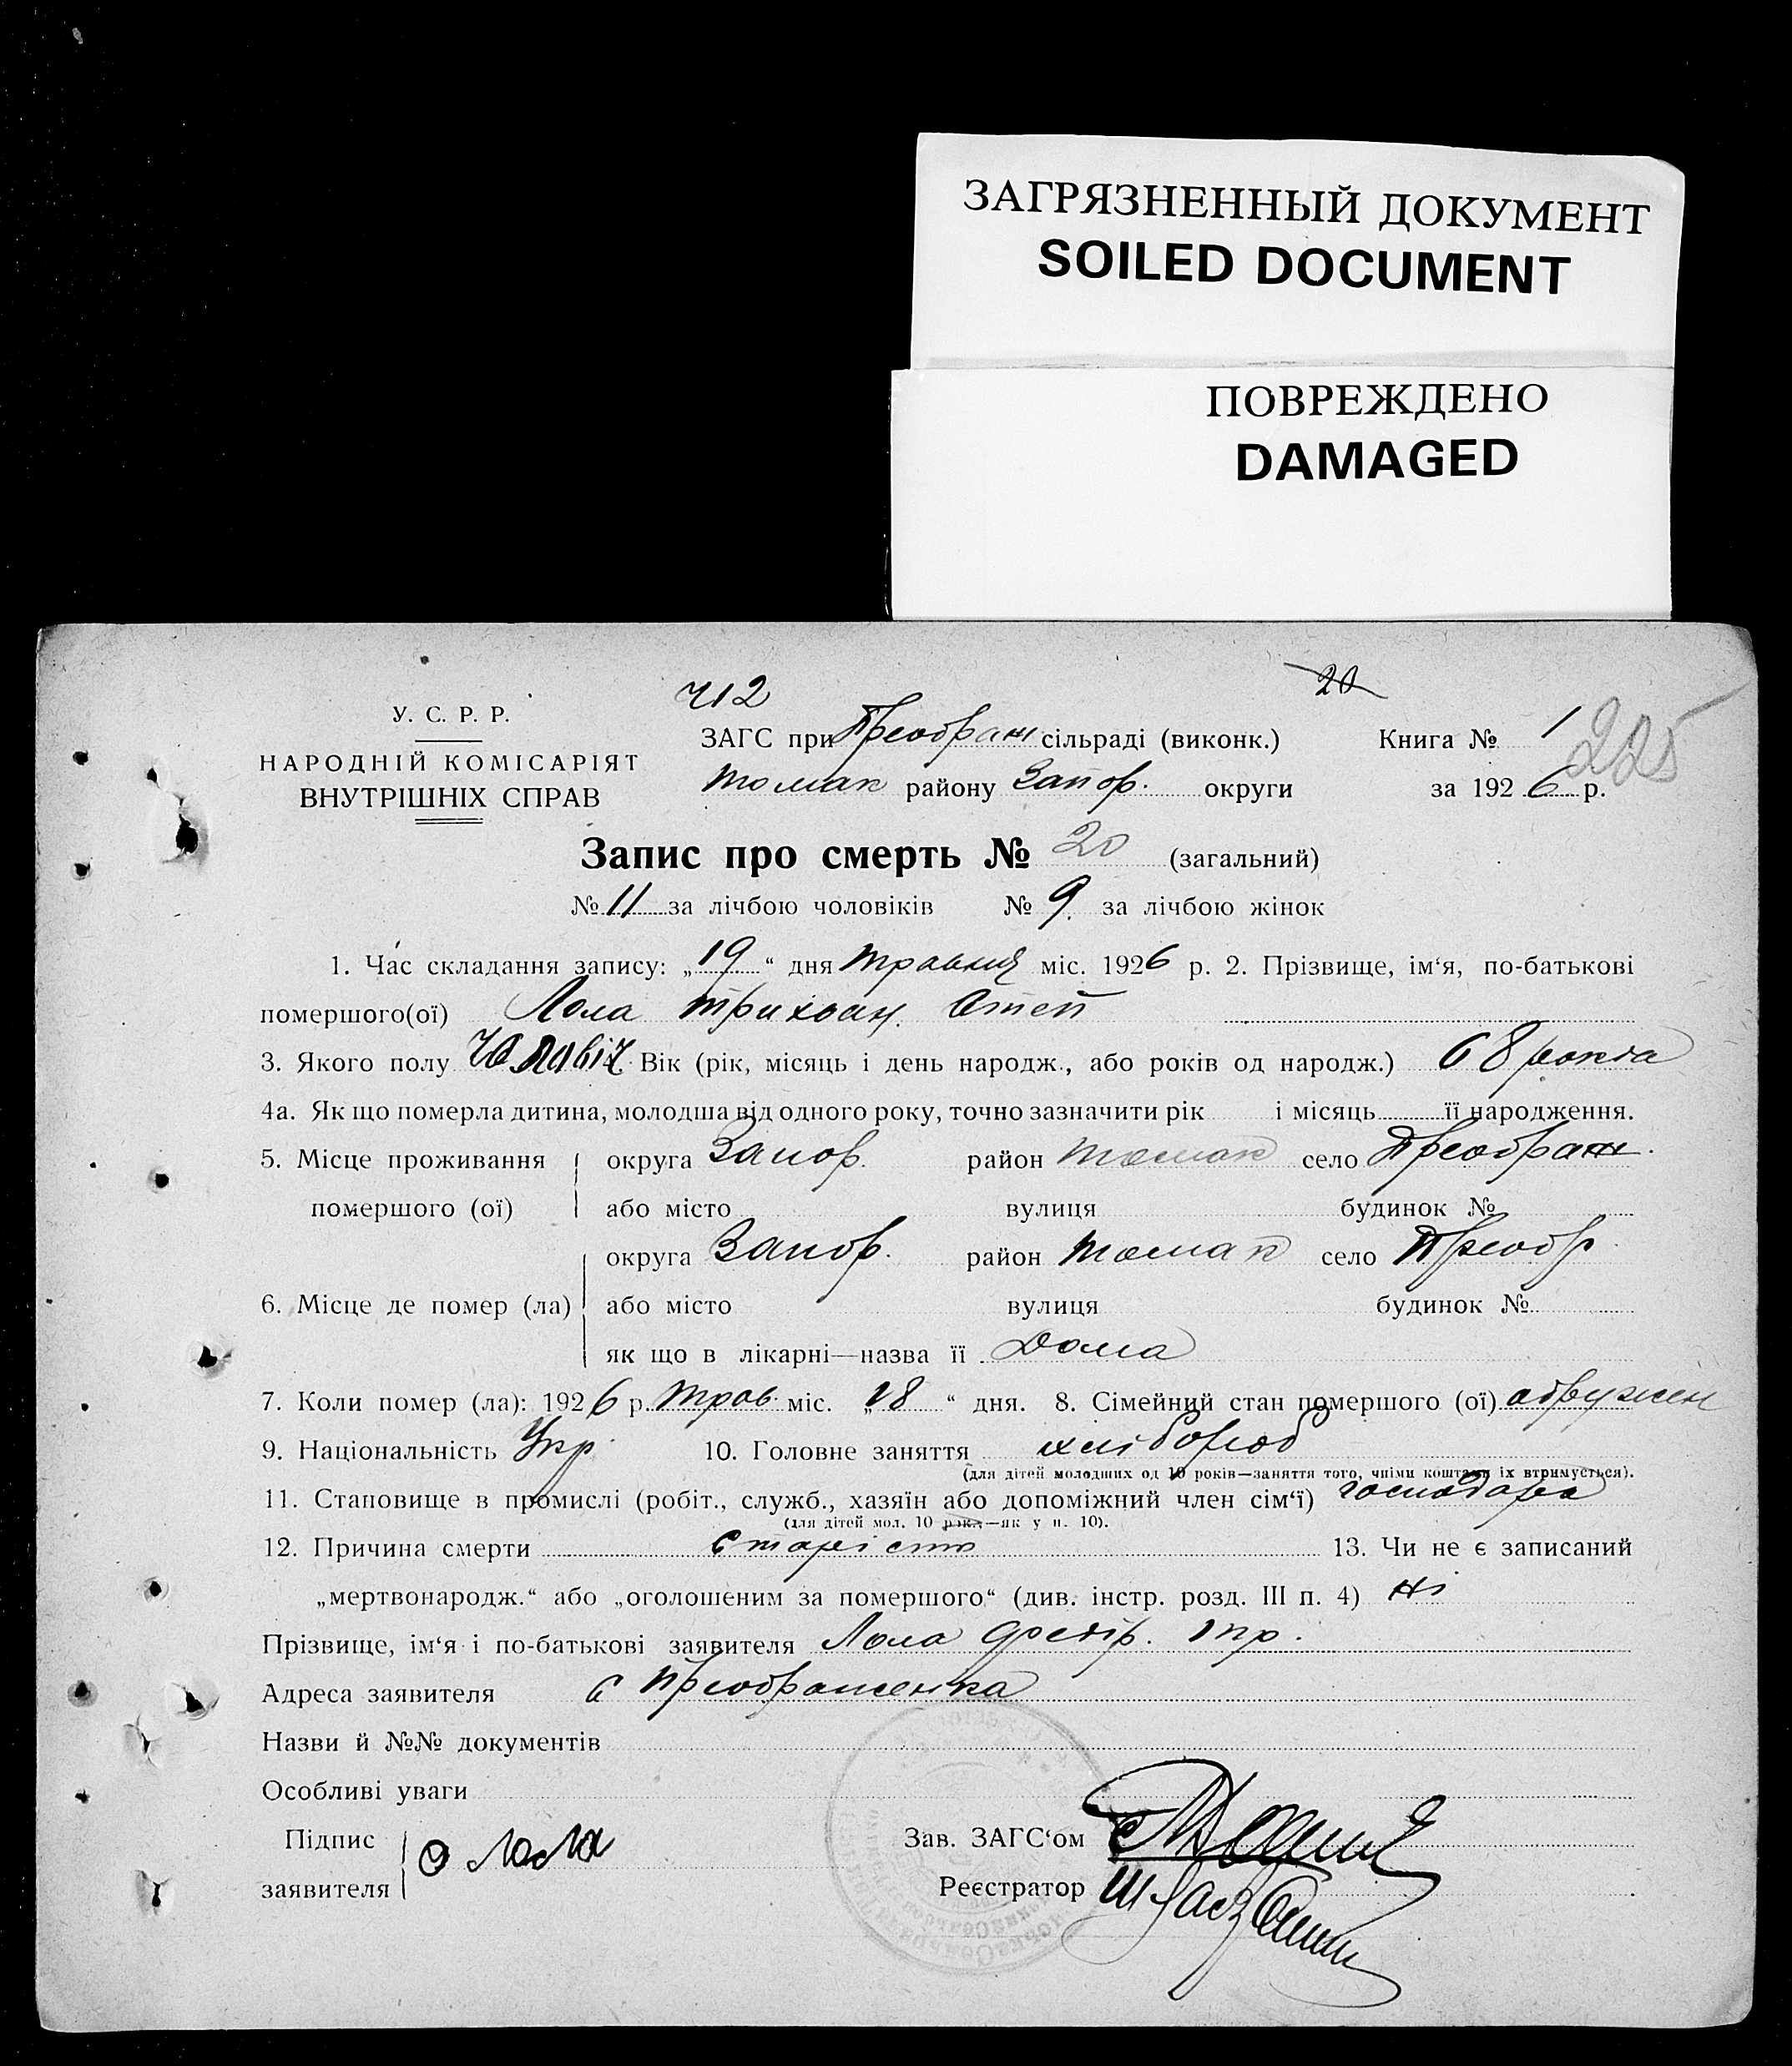 ЗАГРЯЗНЕННЫЙ ДОКУМЕНТ
SOILED DOCUMENT
ПОВРЕЖДЕНО
DAMAGED
20
712
У. С. Р. Р.
НАРОДНІЙ КОМІСАРІЯТ
ВНУТРІШНІХ СПРАВ
ЗАГС при Преображ сільраді (виконк.) Книга № 1
225
Томак району Запор. округи за 1926 р.
Запис про смерть № 20 (загальний)
№ 11 за лічбою чоловіків № 9. за лічбою жінок
1. Час складання запису: „19“ дня травня міс. 1926 р. 2. Прізвище, ім‘я, по-батькові
помершого(ої) Лола
3. Якого полу Чоловіч. Вік (рік, місяць і день народж., або років од народж.) 68
4а. Як що померла дитина, молодша від одного року, точно зазначити рік і місяць її народження.
5. Місце проживання округа Запор. район Томак село Преображ.
помершого (ої) або місто вулиця будинок №
округа Запор. район Томак село Преобр
6. Місце де помер (ла) або місто вулиця будинок №
як що в лікарні—назва її Дома
7. Коли помер (ла): 1926 р. трав. міс. „18“ дня. 8. Сімейний стан помершого (ої) одружен
9. Національність Укр. 10. Головне заняття хлібороб
(для дітей молодших од 10 років—заняття того, чиїми коштами їх втримується).
11. Становище в промислі (робіт., служб., хазяїн або допоміжний член сім‘ї)
(для дітей мол. 10 рокі—як у п. 10).
12. Причина смерти старість 13. Чи не є записаний
„мертвонародж.“ або „оголошеним за помершого“ (див. інстр. розд. III п. 4) Ні
Прізвище, ім‘я і по-батькові заявителя Лола
Адреса заявителя с Преображенка
Назви й №№ документів
Особливі уваги
Підпис
заявителя О Лола
Зав. ЗАГС‘ом
Реєстратор